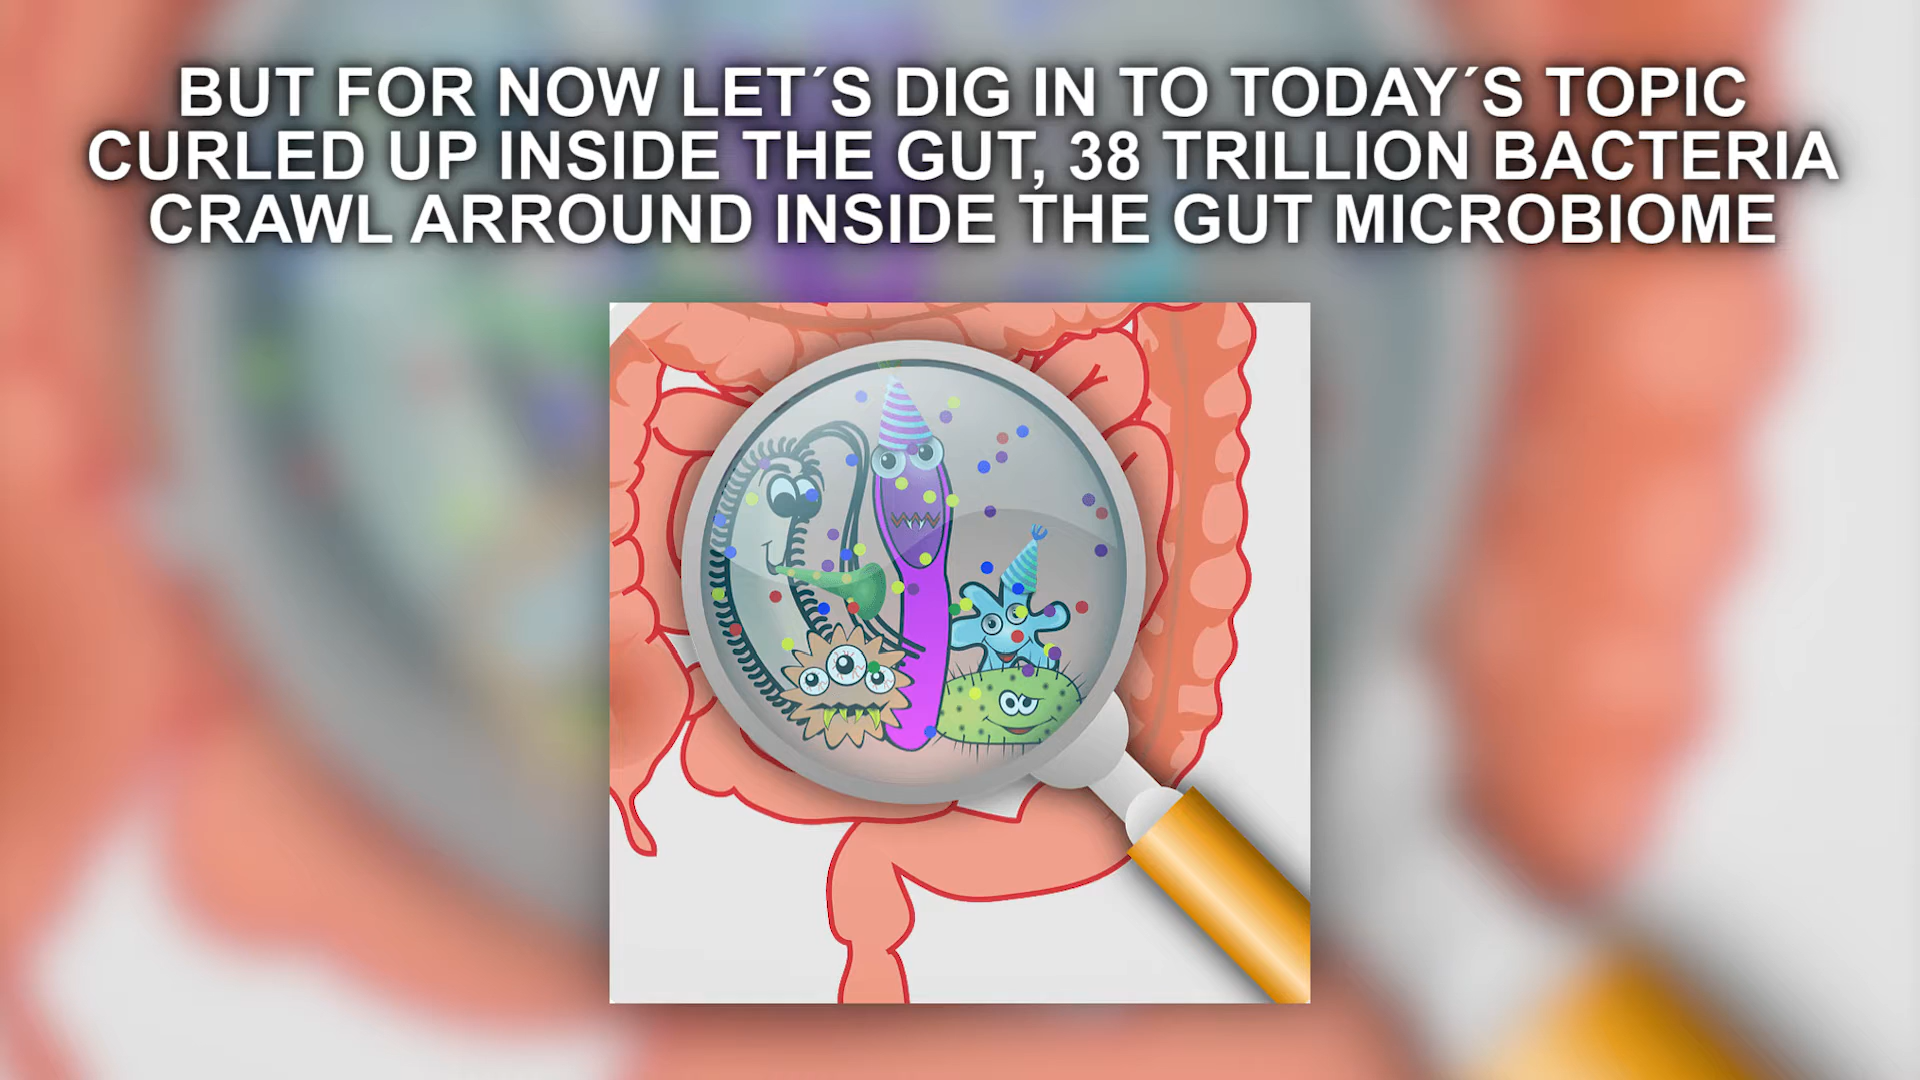 BUT FOR NOW LET´S DIG IN TO TODAY´S TOPIC
CURLED UP INSIDE THE GUT, 38 TRILLION BACTERIA
CRAWL ARROUND INSIDE THE GUT MICROBIOME